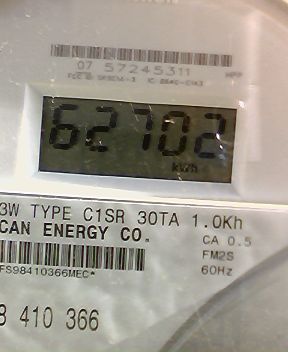 07 57245311
62702
kWh
3W TYPE C1SR 30TA 1.0Kh
CAN ENERGY CO.
CA 0.5
FM2S
60Hz
FS98410366MEC*
8 410 366